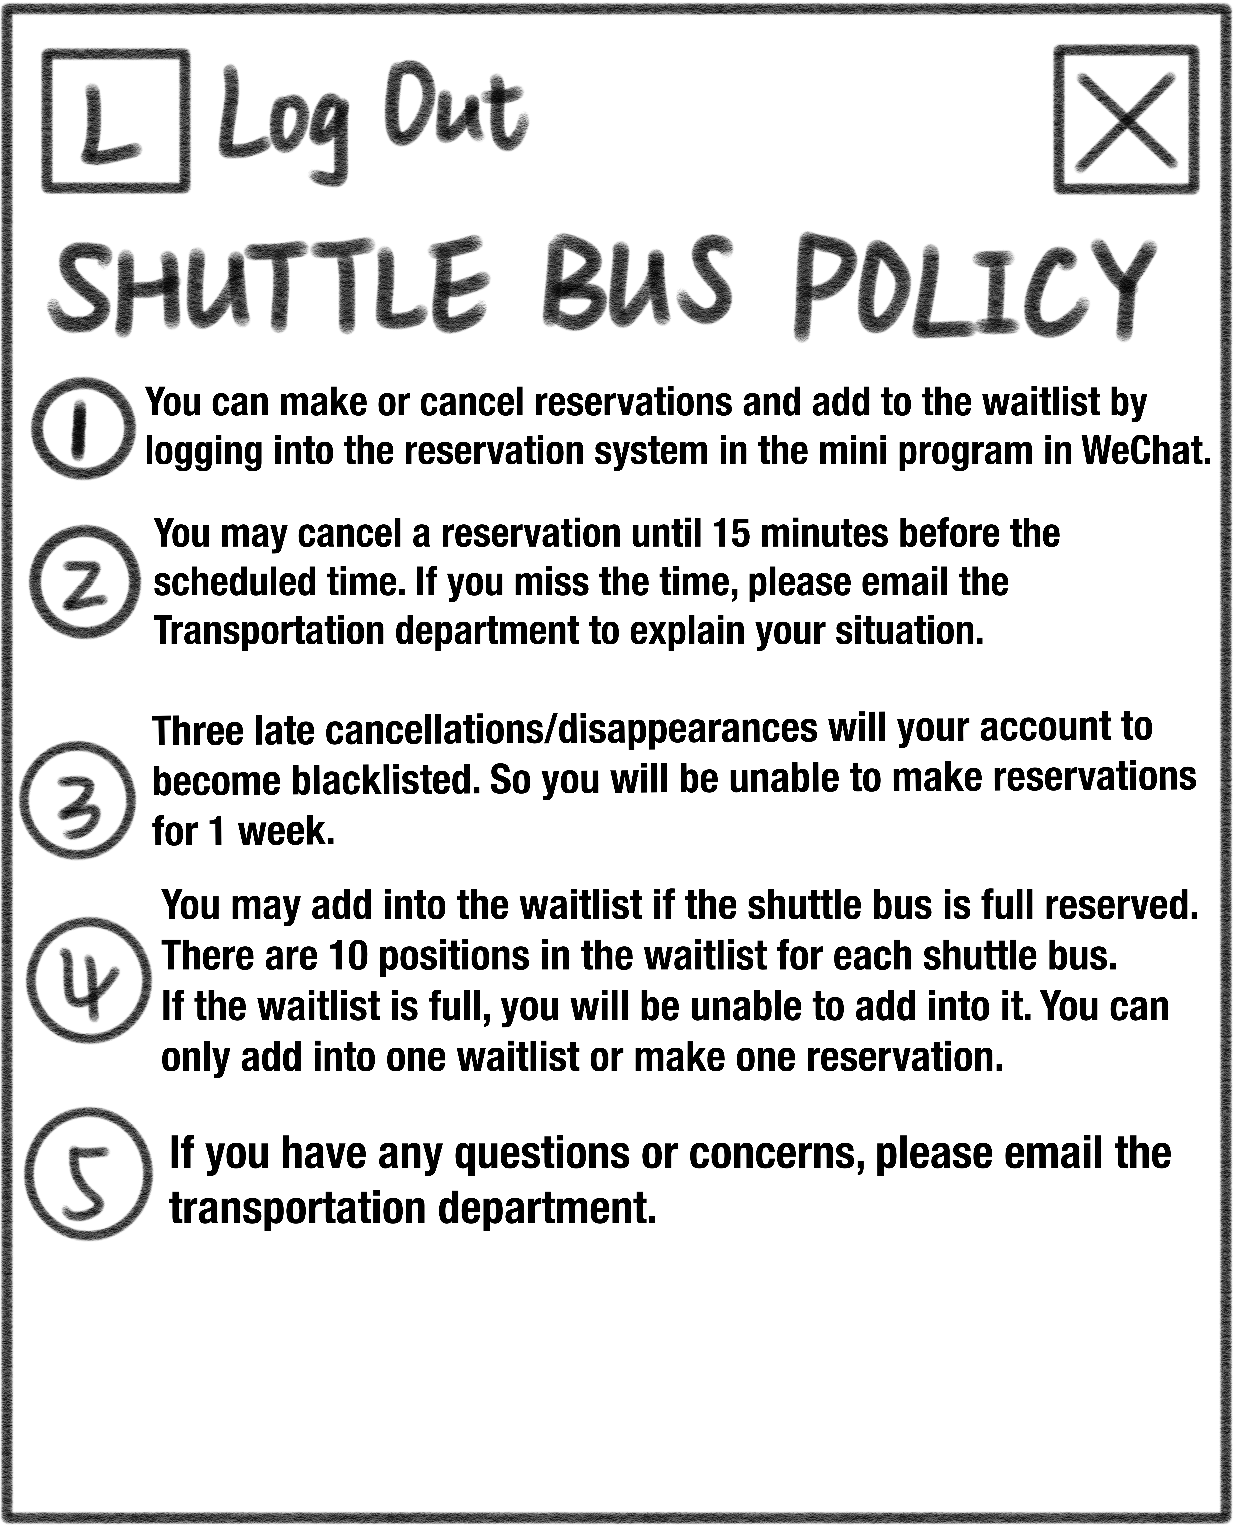 L Log Out X
SHUTTLE BUS POLICY
1 You can make or cancel reservations and add to the waitlist by
logging into the reservation system in the mini program in WeChat.
2 You may cancel a reservation until 15 minutes before the
scheduled time. If you miss the time, please email the
Transportation department to explain your situation.
3 Three late cancellations/disappearances will your account to
become blacklisted. So you will be unable to make reservations
for 1 week.
4 You may add into the waitlist if the shuttle bus is full reserved.
There are 10 positions in the waitlist for each shuttle bus.
If the waitlist is full, you will be unable to add into it. You can
only add into one waitlist or make one reservation.
5 If you have any questions or concerns, please email the
transportation department.